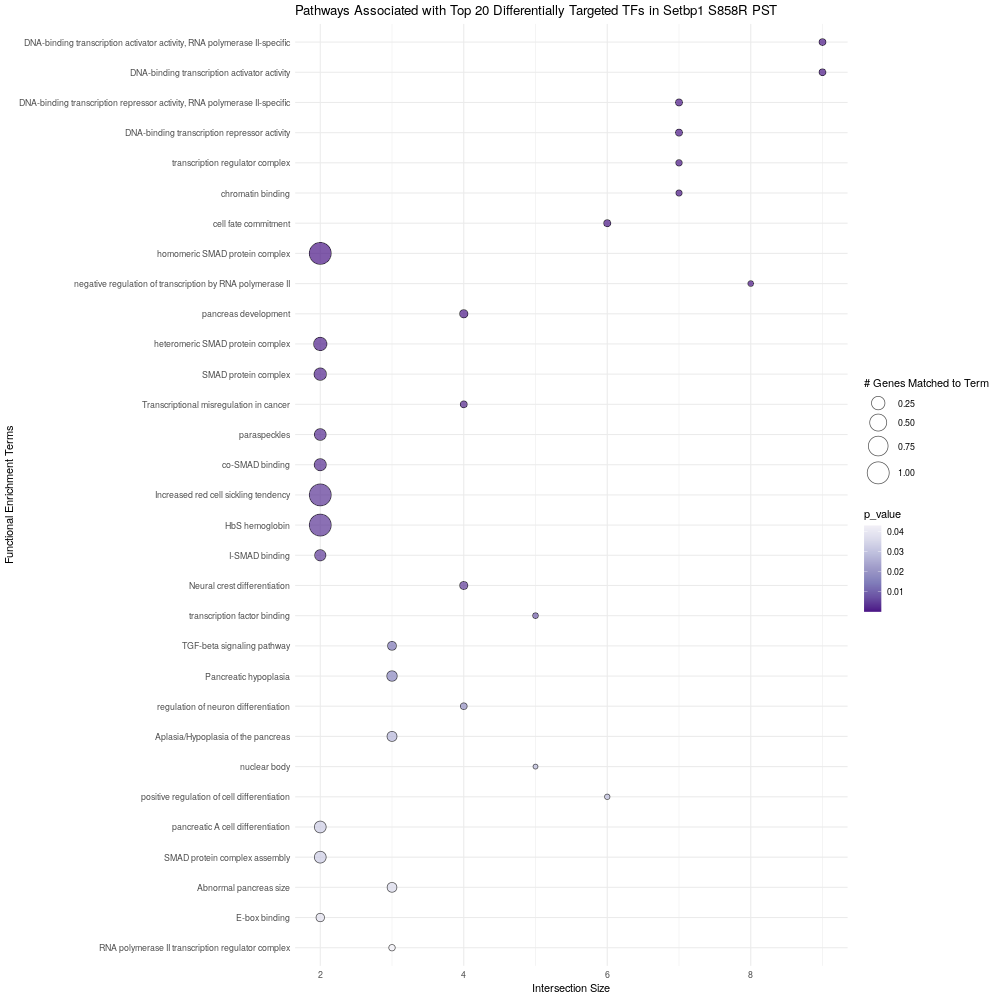 Pathways Associated with Top 20 Differentially Targeted TFs in Setbp1 S858R PST
DNA-binding transcription activator activity, RNA polymerase II-specific
DNA-binding transcription activator activity
DNA-binding transcription repressor activity, RNA polymerase II-specific
DNA-binding transcription repressor activity
transcription regulator complex
chromatin binding
cell fate commitment
homomeric SMAD protein complex
negative regulation of transcription by RNA polymerase II
pancreas development
heteromeric SMAD protein complex
SMAD protein complex
Transcriptional misregulation in cancer
paraspeckles
co-SMAD binding
Increased red cell sickling tendency
HbS hemoglobin
I-SMAD binding
Neural crest differentiation
transcription factor binding
TGF-beta signaling pathway
Pancreatic hypoplasia
regulation of neuron differentiation
Aplasia/Hypoplasia of the pancreas
nuclear body
positive regulation of cell differentiation
pancreatic A cell differentiation
SMAD protein complex assembly
Abnormal pancreas size
E-box binding
RNA polymerase II transcription regulator complex
Functional Enrichment Terms
2 4 6 8
Intersection Size
# Genes Matched to Term
0.25
0.50
0.75
1.00
p_value
0.04
0.03
0.02
0.01